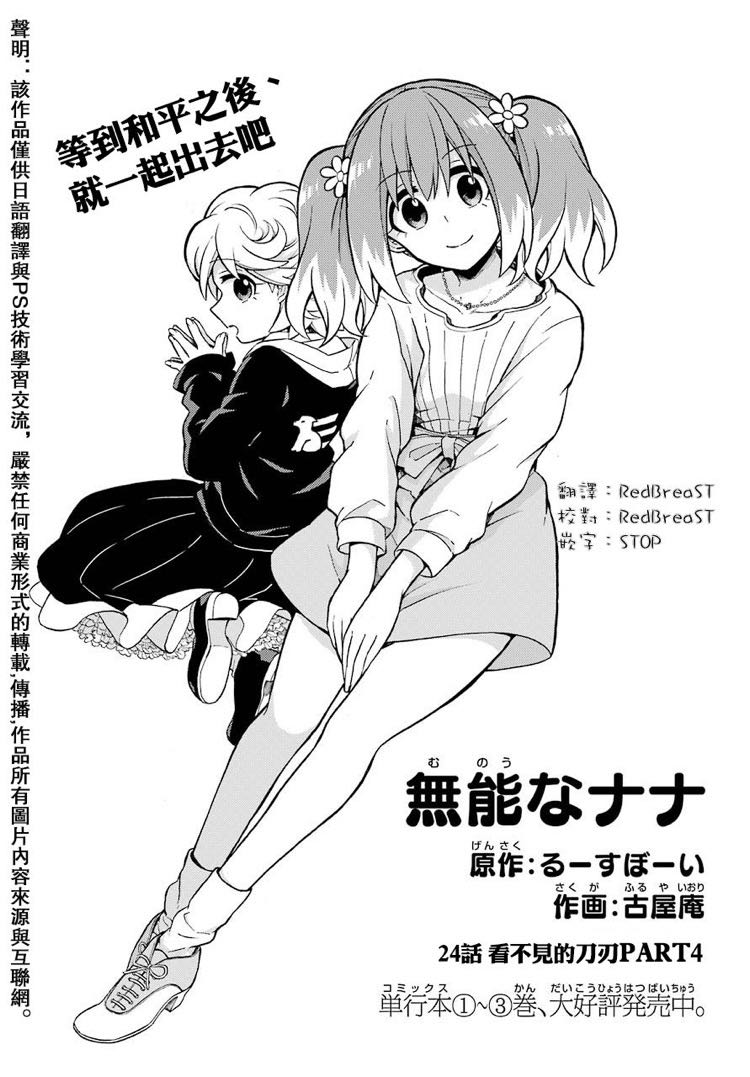 聲明：該作品僅供日語翻譯與PS技術學習交流，嚴禁任何商業形式的轉載,傳播,作品所有圖片內容來源與互聯網。
等到和平之後、
就一起出去吧
翻譯：RedBreaST
校對：RedBreaST
嵌字：STOP
むのう
無能なナナ
げんさく
原作：るーすぼーい
さくが ふるや いおり
作画：古屋庵
24話 看不見的刀刃PART4
コミックス かん だいこうひょうはつばいちゅう
単行本①~③巻、大好評発売中。